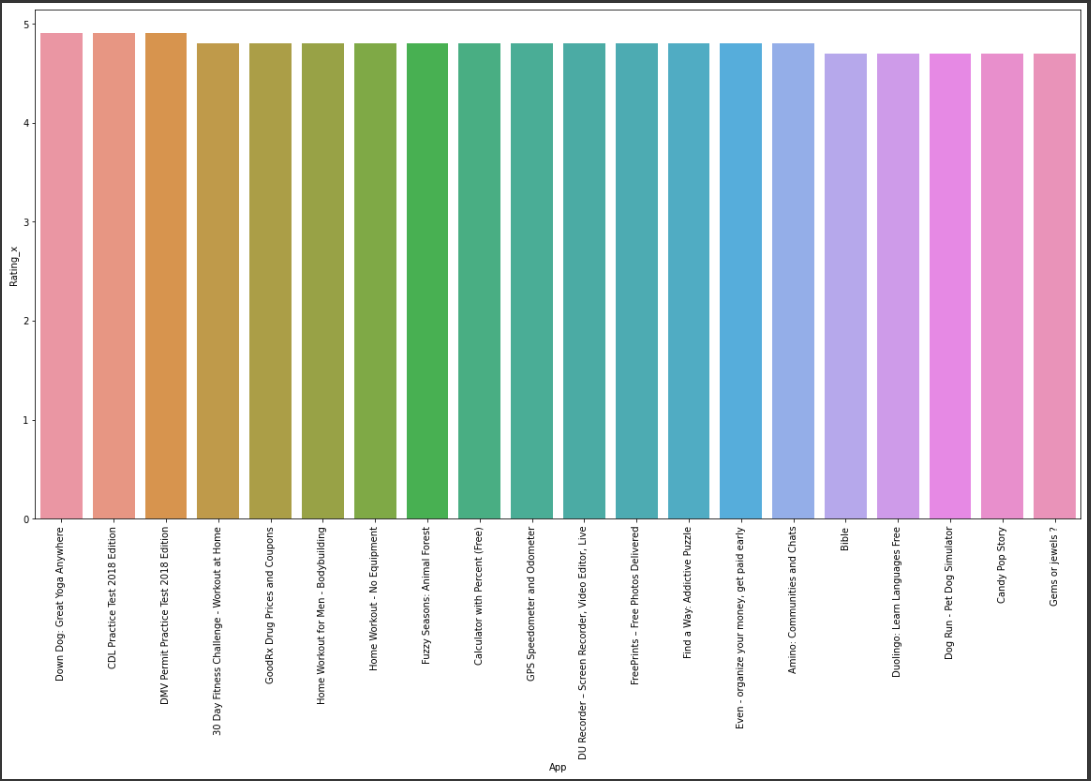 5
4
3
2
1
0
Rating_x
Down Dog: Great Yoga Anywhere
CDL Practice Test 2018 Edition
DMV Permit Practice Test 2018 Edition
30 Day Fitness Challenge - Workout at Home
GoodRx Drug Prices and Coupons
Home Workout for Men - Bodybuilding
Home Workout - No Equipment
Fuzzy Seasons: Animal Forest
Calculator with Percent (Free)
GPS Speedometer and Odometer
DU Recorder – Screen Recorder, Video Editor, Live
FreePrints – Free Photos Delivered
Find a Way: Addictive Puzzle
Even - organize your money, get paid early
Amino: Communities and Chats
Bible
Duolingo: Learn Languages Free
Dog Run - Pet Dog Simulator
Candy Pop Story
Gems or jewels ?
App